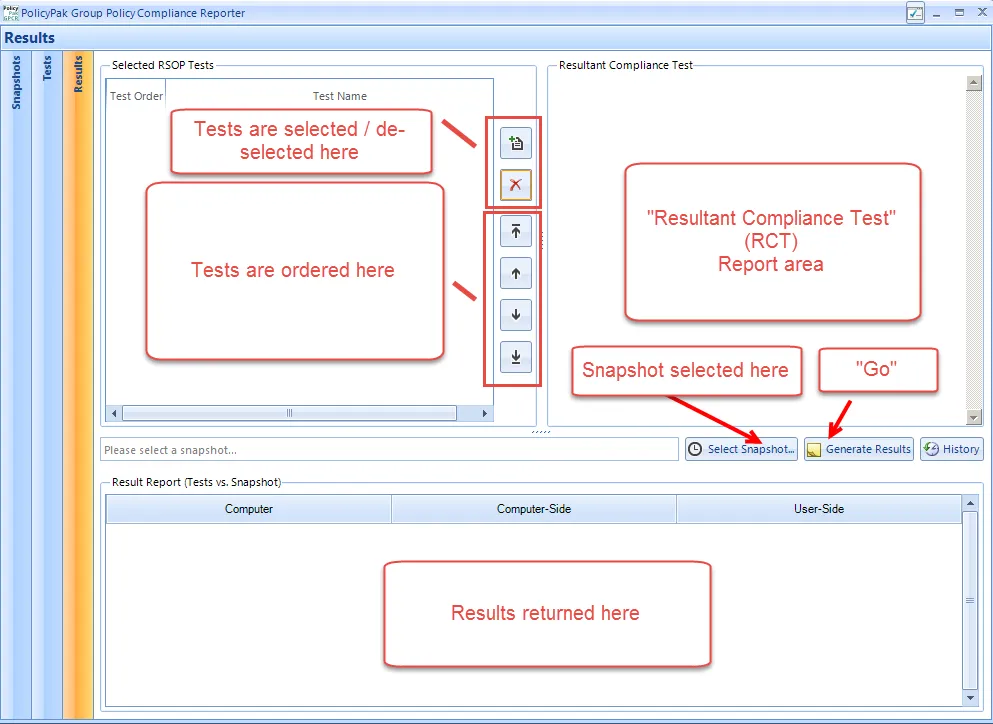 Policy
Pak
GPCR
PolicyPak Group Policy Compliance Reporter
Results
Snapshots
Tests
Results
Selected RSOP Tests
Test Order
Test Name
Tests are selected / de-
selected here
Tests are ordered here
Resultant Compliance Test
"Resultant Compliance Test"
(RCT)
Report area
Snapshot selected here
"Go"
Please select a snapshot...
Select Snapshot...
Generate Results
History
Result Report (Tests vs. Snapshot)
Computer
Computer-Side
User-Side
Results returned here